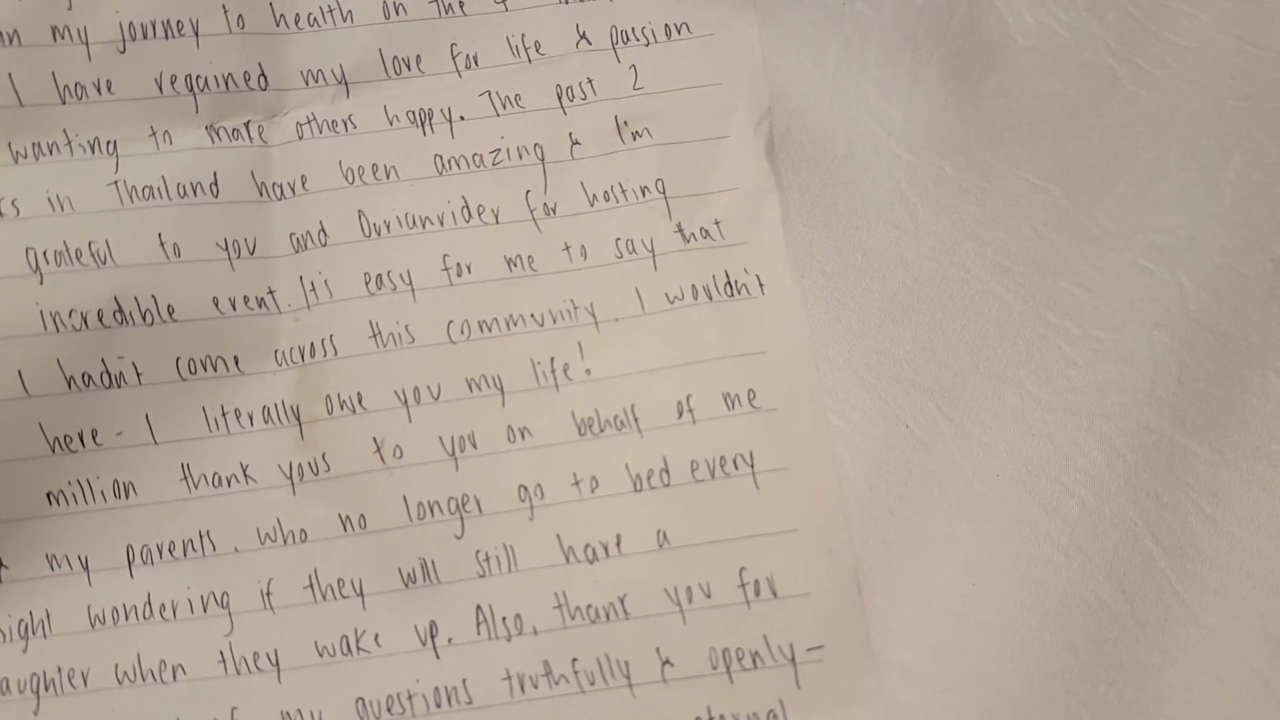 my journey to health on the
I have regained my love for life & passion
wanting to make others happy. The past 2
in Thailand have been amazing & I'm
grateful to you and Durianrider for hosting
incredible event. It's easy for me to say that
I hadn't come across this community. I wouldn't
here - I literally owe you my life!
million thank yous to you on behalf of me
& my parents. Who no longer go to bed every
ight wondering if they will still have a
aughter when they wake up. Also, thank you for
my questions truthfully & openly-